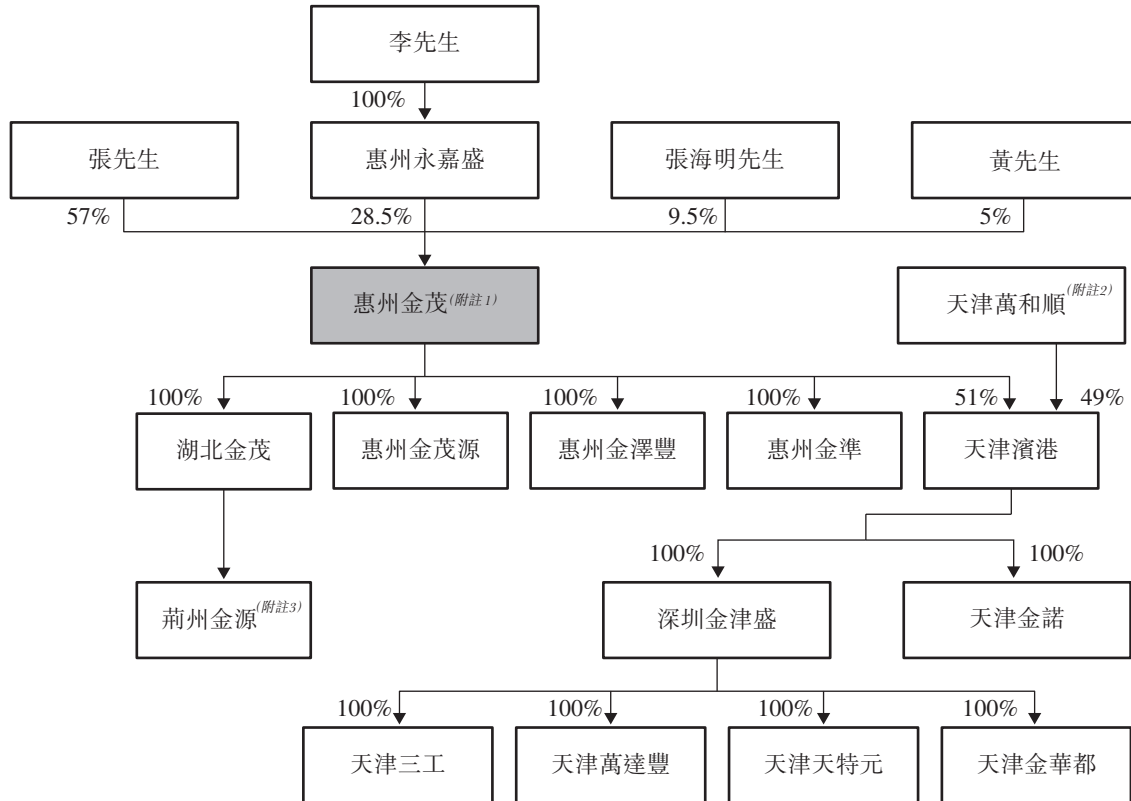 李先生
100%
張先生
惠州永嘉盛
張海明先生
黃先生
57%
28.5%
9.5%
5%
惠州金茂(附註1)
天津萬和順(附註2)
100%
100%
100%
100%
51%
49%
湖北金茂
惠州金茂源
惠州金澤豐
惠州金準
天津濱港
100%
100%
荊州金源(附註3)
深圳金津盛
天津金諾
100%
100%
100%
100%
天津三工
天津萬達豐
天津天特元
天津金華都